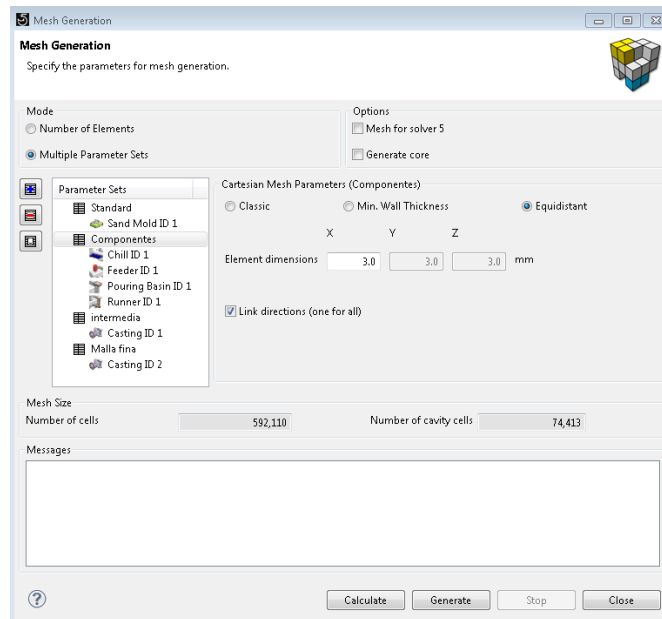 Mesh Generation
Mesh Generation
Specify the parameters for mesh generation.
Mode
Options
Number of Elements
Mesh for solver 5
Multiple Parameter Sets
Generate core
Parameter Sets
Cartesian Mesh Parameters (Componentes)
Standard
Classic Min. Wall Thickness Equidistant
Sand Mold ID 1
Componentes
X Y Z
Chill ID 1
Element dimensions 3.0 3.0 3.0 mm
Feeder ID 1
Pouring Basin ID 1
Runner ID 1
Link directions (one for all)
intermedia
Casting ID 1
Malla fina
Casting ID 2
Mesh Size
Number of cells 592,110 Number of cavity cells 74,413
Messages
?
Calculate Generate Stop Close